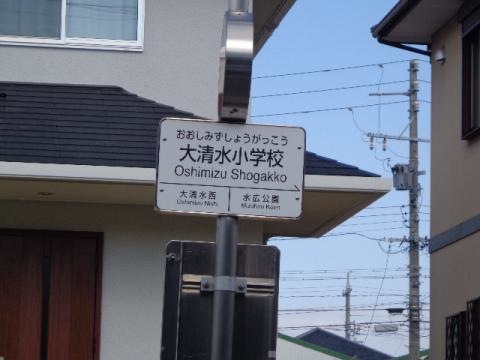 おおしみずしょうがっこう
大清水小学校
Oshimizu Shogakko
大清水西 水広公園
Oshimizu Nishi Mizuhiro Koen